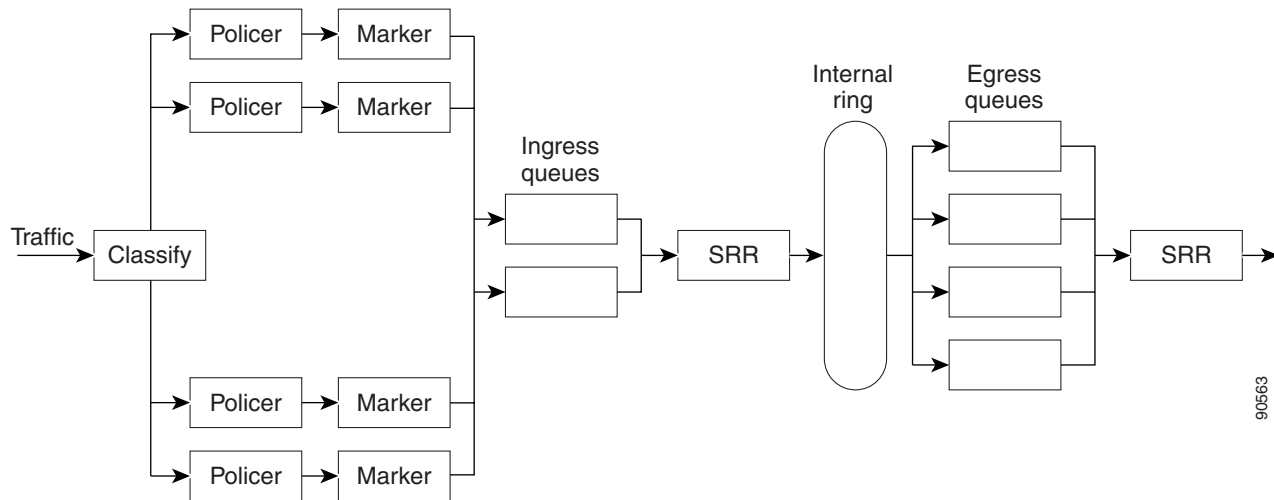 Policer
Marker
Policer
Marker
Traffic
Classify
Policer
Marker
Policer
Marker
Ingress
queues
SRR
Internal
ring
Egress
queues
SRR
90563